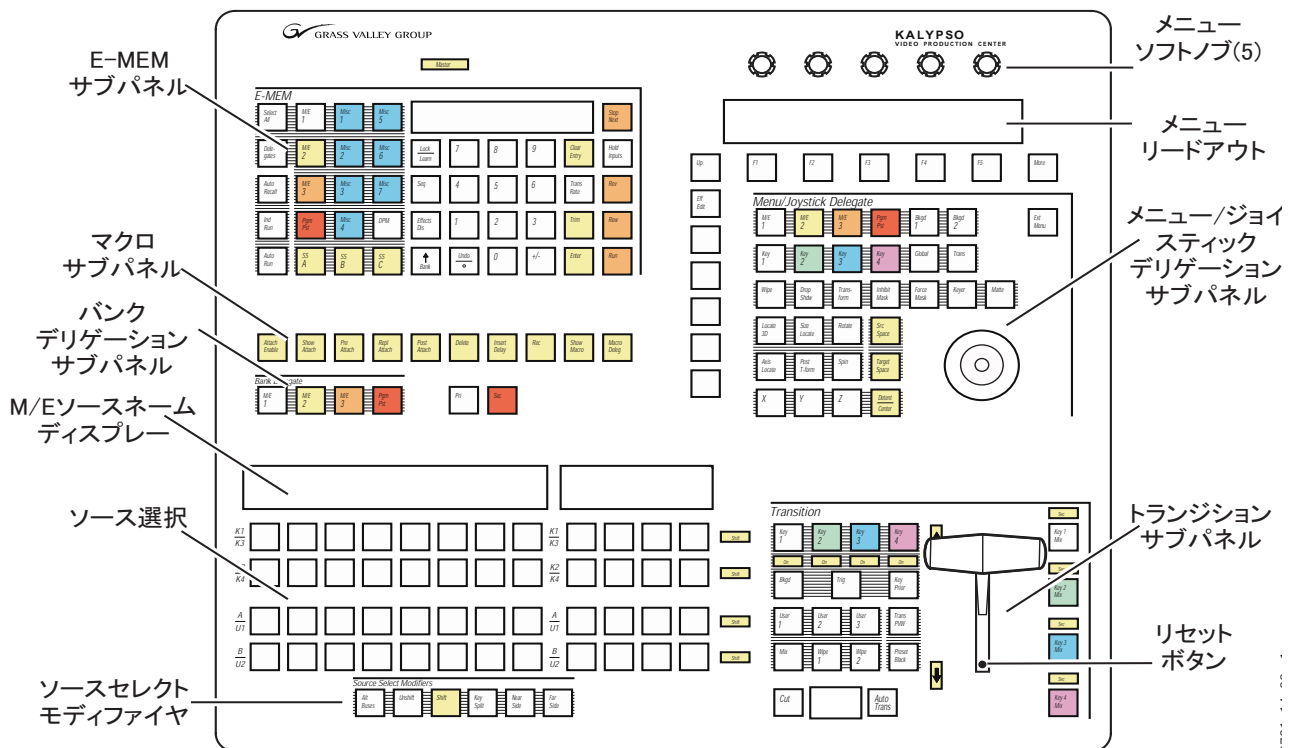 GRASS VALLEY GROUP
KALYPSO
VIDEO PRODUCTION CENTER
メニュー
ソフトノブ(5)
E-MEM
サブパネル
Master
E-MEM
Select All
M/E 1
Misc 1
Misc 5
Stop Next
Dele-gates
M/E 2
Misc 2
Misc 6
Lock Learn
7
8
9
Clear Entry
Hold Inputs
Auto Recall
M/E 3
Misc 3
Misc 7
Seq
4
5
6
Trans Rate
Rev
Ind Run
Pgm Pst
Misc 4
DPM
Effects Dis
1
2
3
Trim
Rew
Auto Run
SS A
SS B
SS C
Bank
Undo
0
+/-
Enter
Run
メニュー
リードアウト
Up
F1
F2
F3
F4
F5
More
Eff Edit
Menu/Joystick Delegate
M/E 1
M/E 2
M/E 3
Pgm Pst
Bkgd 1
Bkgd 2
Ext Menu
Key 1
Key 2
Key 3
Key 4
Global
Trans
Wipe
Drop Shdw
Trans-form
Inhibit Mask
Force Mask
Keyer
Matte
Locate 3D
Size Locate
Rotate
Src Space
Axis Locate
Post T-form
Spin
Target Space
X
Y
Z
Detent Center
メニュー/ジョイ
スティック
デリゲーション
サブパネル
マクロ
サブパネル
Attach Enable
Show Attach
Pre Attach
Repl Attach
Post Attach
Delete
Insert Delay
Rec
Show Macro
Macro Deleg
バンク
デリゲーション
サブパネル
M/E 1
M/E 2
M/E 3
Pgm Pst
Pri
Sec
M/Eソースネーム
ディスプレー
ソース選択
K1
K3
K1
K3
Shift
K4
K2
K4
Shift
A
U1
A
U1
Shift
B
U2
B
U2
Shift
ソースセレクト
モディファイヤ
Source Select Modifiers
Alt Buses
Unshift
Shift
Key Split
Near Side
Far Side
Transition
Key 1
Key 2
Key 3
Key 4
On
On
On
On
Bkgd
Trig
Key Prior
User 1
User 2
User 3
Trans PVW
Mix
Wipe 1
Wipe 2
Preset Black
Cut
Auto Trans
Sec
Key 1 Mix
Key 2 Mix
Sec
Key 3 Mix
Sec
Key 4 Mix
トランジション
サブパネル
リセット
ボタン